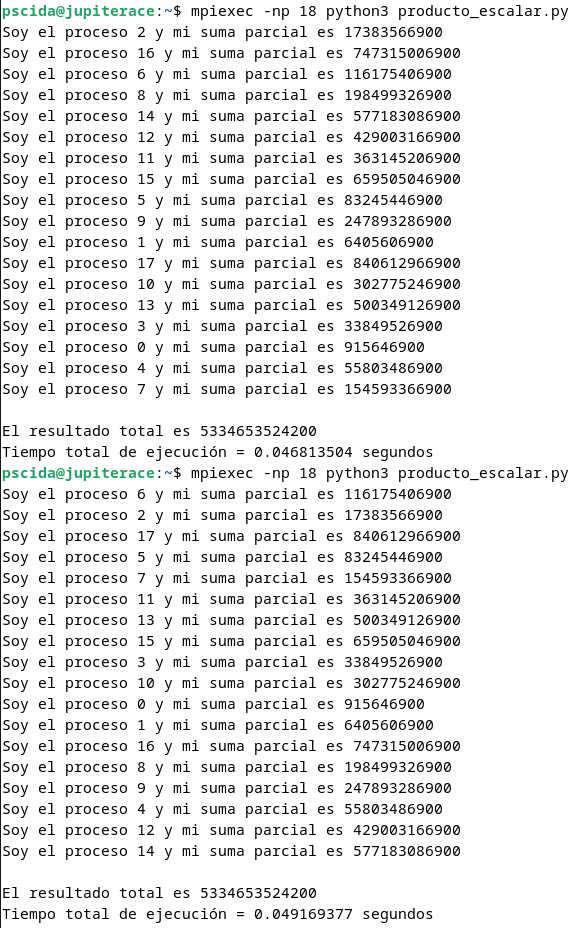 pscida@jupiterace:~$ mpiexec -np 18 python3 producto_escalar.py
Soy el proceso 2 y mi suma parcial es 17383566900
Soy el proceso 16 y mi suma parcial es 747315006900
Soy el proceso 6 y mi suma parcial es 116175406900
Soy el proceso 8 y mi suma parcial es 198499326900
Soy el proceso 14 y mi suma parcial es 577183086900
Soy el proceso 12 y mi suma parcial es 429003166900
Soy el proceso 11 y mi suma parcial es 363145206900
Soy el proceso 15 y mi suma parcial es 659505046900
Soy el proceso 5 y mi suma parcial es 83245446900
Soy el proceso 9 y mi suma parcial es 247893286900
Soy el proceso 1 y mi suma parcial es 6405606900
Soy el proceso 17 y mi suma parcial es 840612966900
Soy el proceso 10 y mi suma parcial es 302775246900
Soy el proceso 13 y mi suma parcial es 500349126900
Soy el proceso 3 y mi suma parcial es 33849526900
Soy el proceso 0 y mi suma parcial es 915646900
Soy el proceso 4 y mi suma parcial es 55803486900
Soy el proceso 7 y mi suma parcial es 154593366900

El resultado total es 5334653524200
Tiempo total de ejecución = 0.046813504 segundos
pscida@jupiterace:~$ mpiexec -np 18 python3 producto_escalar.py
Soy el proceso 6 y mi suma parcial es 116175406900
Soy el proceso 2 y mi suma parcial es 17383566900
Soy el proceso 17 y mi suma parcial es 840612966900
Soy el proceso 5 y mi suma parcial es 83245446900
Soy el proceso 7 y mi suma parcial es 154593366900
Soy el proceso 11 y mi suma parcial es 363145206900
Soy el proceso 13 y mi suma parcial es 500349126900
Soy el proceso 15 y mi suma parcial es 659505046900
Soy el proceso 3 y mi suma parcial es 33849526900
Soy el proceso 10 y mi suma parcial es 302775246900
Soy el proceso 0 y mi suma parcial es 915646900
Soy el proceso 1 y mi suma parcial es 6405606900
Soy el proceso 16 y mi suma parcial es 747315006900
Soy el proceso 8 y mi suma parcial es 198499326900
Soy el proceso 9 y mi suma parcial es 247893286900
Soy el proceso 4 y mi suma parcial es 55803486900
Soy el proceso 12 y mi suma parcial es 429003166900
Soy el proceso 14 y mi suma parcial es 577183086900

El resultado total es 5334653524200
Tiempo total de ejecución = 0.049169377 segundos